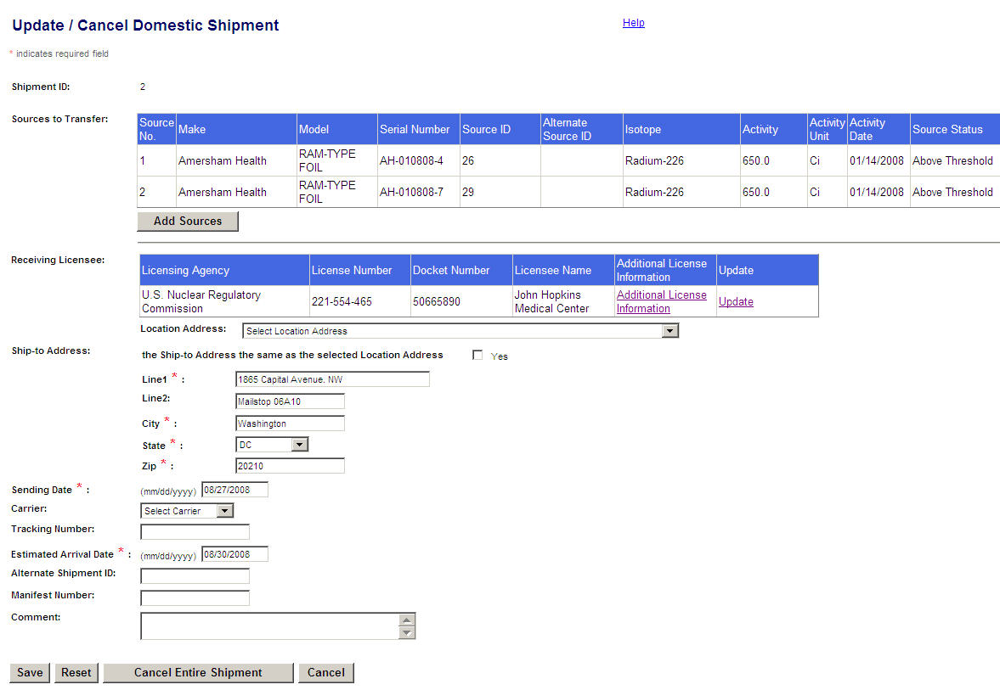 Update / Cancel Domestic Shipment
Help
* indicates required field
Shipment ID: 2
Sources to Transfer:
Source No. Make Model Serial Number Source ID Alternate Source ID Isotope Activity Activity Unit Activity Date Source Status
1 Amersham Health RAM-TYPE FOIL AH-010808-4 26 Radium-226 650.0 Ci 01/14/2008 Above Threshold
2 Amersham Health RAM-TYPE FOIL AH-010808-7 29 Radium-226 650.0 Ci 01/14/2008 Above Threshold
Add Sources
Receiving Licensee:
Licensing Agency License Number Docket Number Licensee Name Additional License Information Update
U.S. Nuclear Regulatory Commission 221-554-465 50665890 John Hopkins Medical Center Additional License Information Update
Location Address: Select Location Address
Ship-to Address:
the Ship-to Address the same as the selected Location Address Yes
Line1 * : 1865 Capital Avenue. NW
Line2: Mailstop 06A10
City * : Washington
State * : DC
Zip * : 20210
Sending Date * : (mm/dd/yyyy) 08/27/2008
Carrier: Select Carrier
Tracking Number:
Estimated Arrival Date * : (mm/dd/yyyy) 08/30/2008
Alternate Shipment ID:
Manifest Number:
Comment:
Save Reset Cancel Entire Shipment Cancel